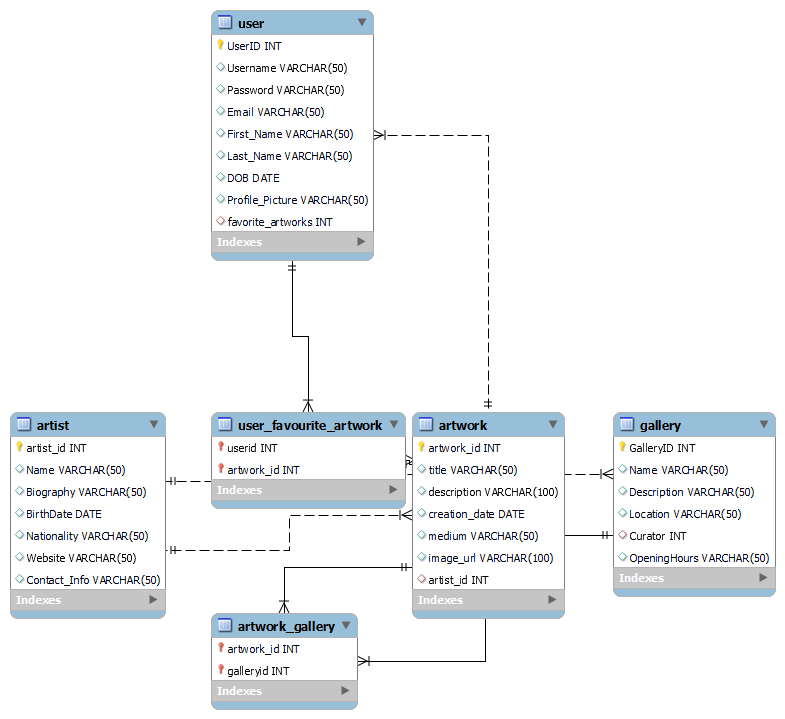 user
UserID INT
Username VARCHAR(50)
Password VARCHAR(50)
Email VARCHAR(50)
First_Name VARCHAR(50)
Last_Name VARCHAR(50)
DOB DATE
Profile_Picture VARCHAR(50)
favorite_artworks INT
Indexes
artist
artist_id INT
Name VARCHAR(50)
Biography VARCHAR(50)
BirthDate DATE
Nationality VARCHAR(50)
Website VARCHAR(50)
Contact_Info VARCHAR(50)
Indexes
user_favourite_artwork
userid INT
artwork_id INT
Indexes
artwork
artwork_id INT
title VARCHAR(50)
description VARCHAR(100)
creation_date DATE
medium VARCHAR(50)
image_url VARCHAR(100)
artist_id INT
Indexes
gallery
GalleryID INT
Name VARCHAR(50)
Description VARCHAR(50)
Location VARCHAR(50)
Curator INT
OpeningHours VARCHAR(50)
Indexes
artwork_gallery
artwork_id INT
galleryid INT
Indexes